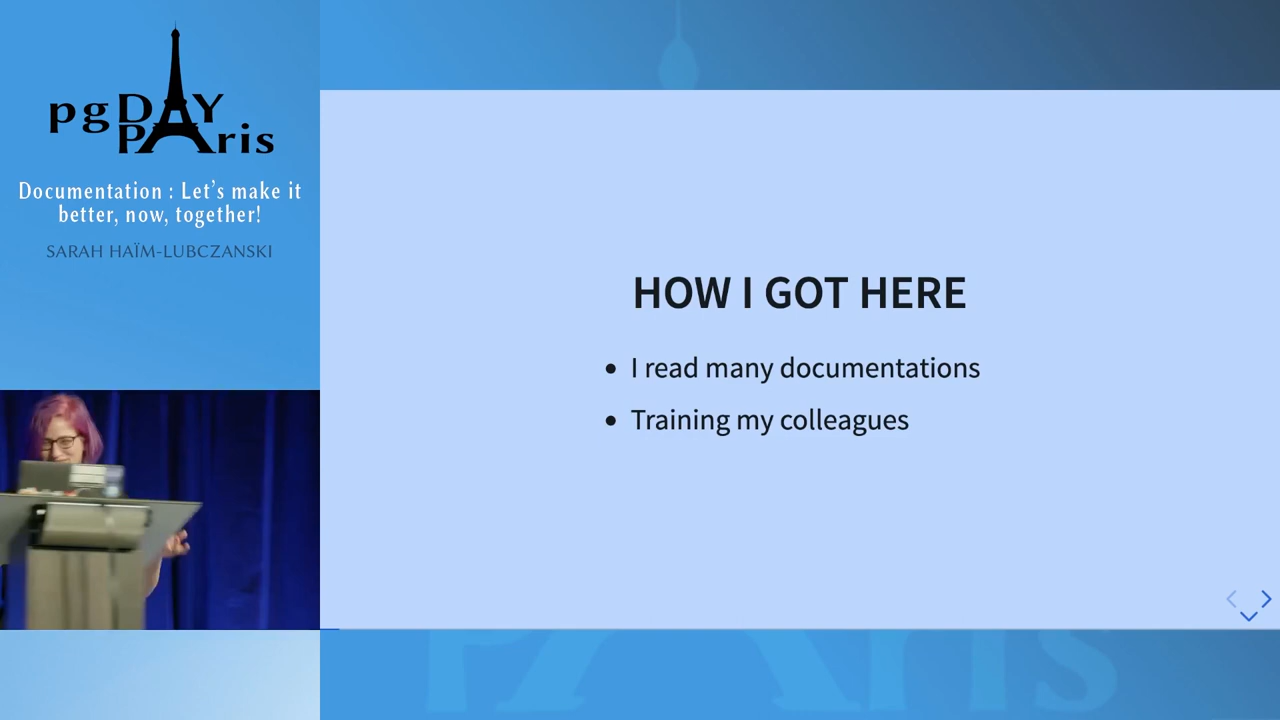 pgDAY
PAris
Documentation : Let's make it
better, now, together!
SARAH HAÏM-LUBCZANSKI
HOW I GOT HERE
• I read many documentations
• Training my colleagues
PAris